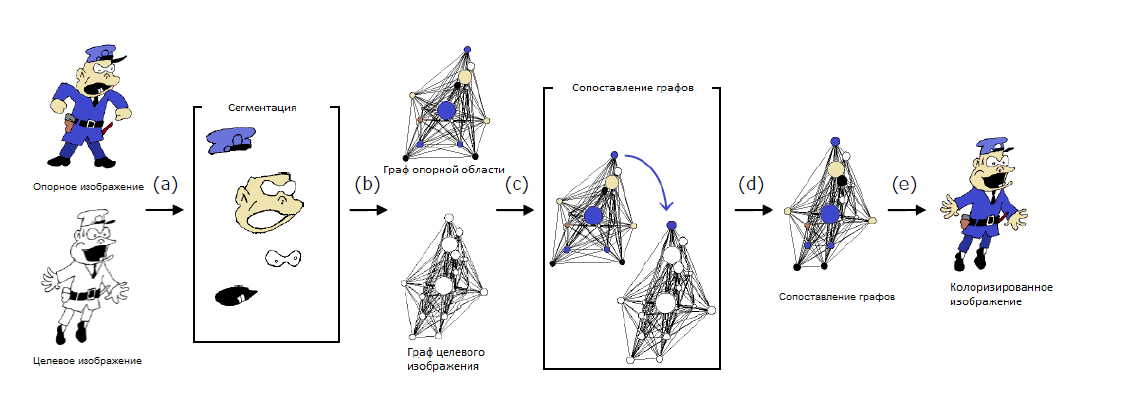 Опорное изображение
Целевое изображение
(a)
Сегментация
(b)
Граф опорной области
Граф целевого
изображения
(c)
Сопоставление графов
(d)
Сопоставление графов
(e)
Колоризированное
изображение